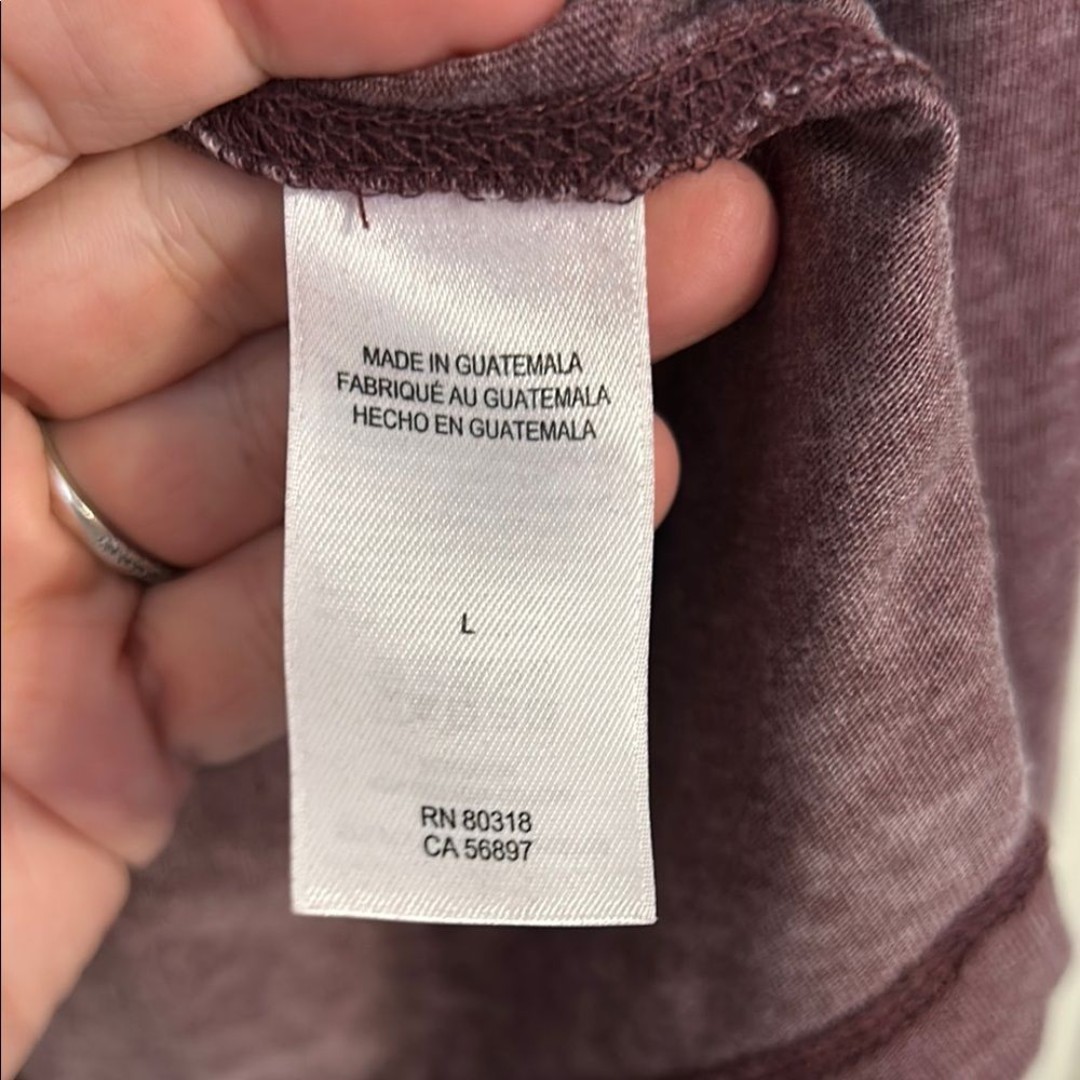 MADE IN GUATEMALA
FABRIQUÉ AU GUATEMALA
HECHO EN GUATEMALA
L
RN 80318
CA 56897